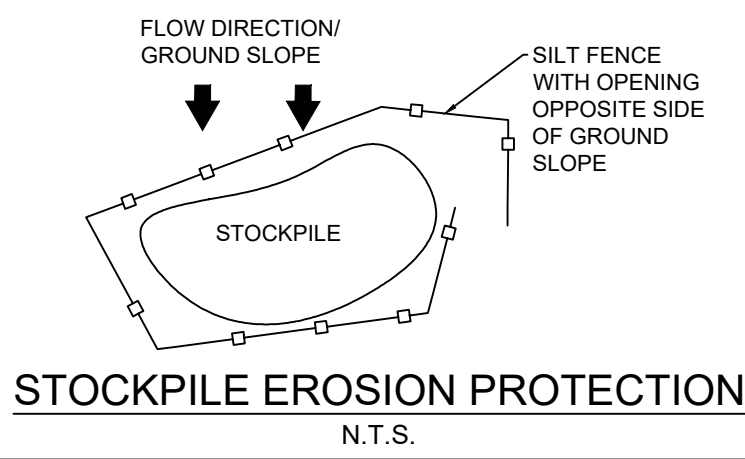 FLOW DIRECTION/
GROUND SLOPE
SILT FENCE
WITH OPENING
OPPOSITE SIDE
OF GROUND
SLOPE
STOCKPILE
STOCKPILE EROSION PROTECTION
N.T.S.